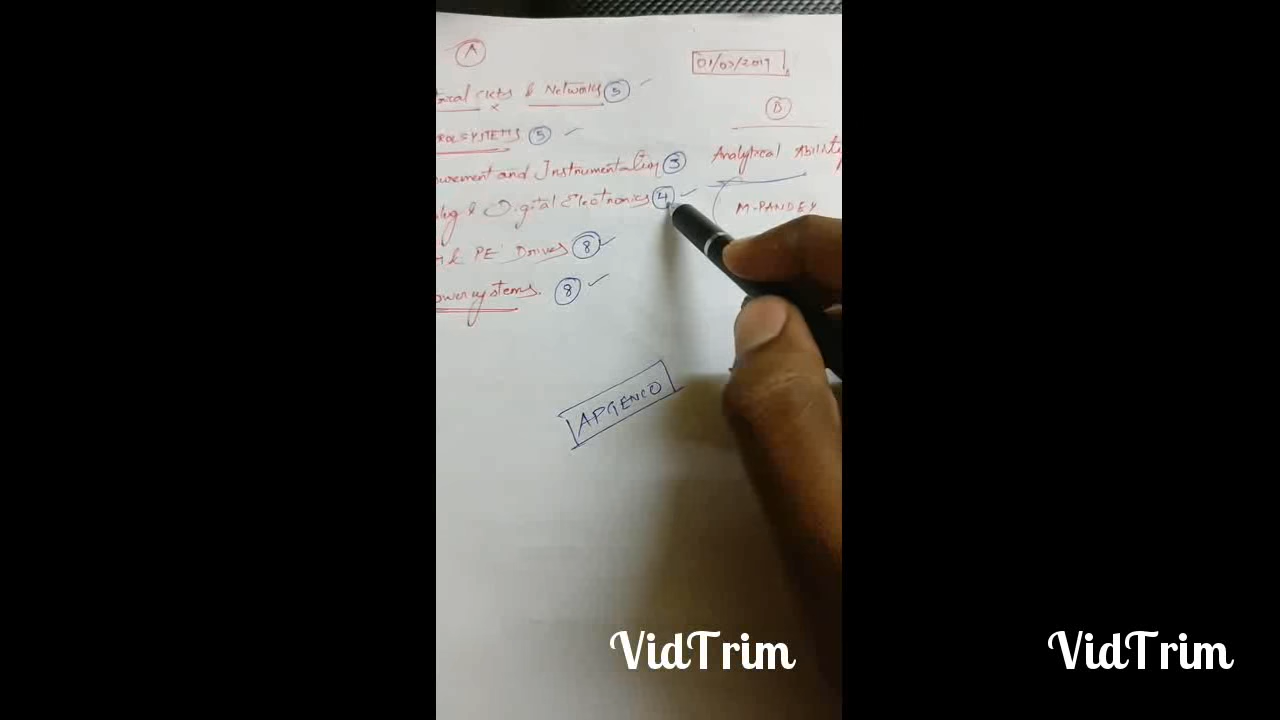 A
01/03/2017
& Networks 5
B
5
and Instrumentation 3
Analytical Ability
& Digital Electronics 4
M.PANDEY
& PE Drives 8
8
APGENCO
VidTrim
VidTrim